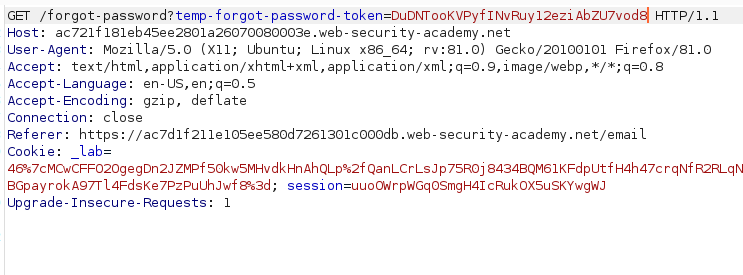 GET /forgot-password?temp-forgot-password-token=DuDNTooKVPyfINvRuy12eziAbZU7vod8 HTTP/1.1
Host: ac721f181eb45ee2801a26070080003e.web-security-academy.net
User-Agent: Mozilla/5.0 (X11; Ubuntu; Linux x86_64; rv:81.0) Gecko/20100101 Firefox/81.0
Accept: text/html,application/xhtml+xml,application/xml;q=0.9,image/webp,*/*;q=0.8
Accept-Language: en-US,en;q=0.5
Accept-Encoding: gzip, deflate
Connection: close
Referer: https://ac7d1f211e105ee580d7261301c000db.web-security-academy.net/email
Cookie: _lab=
46%7cMCwCFFO2OgegDn2JZMPf50kw5MHvdkHnAhQLp%2fQanLCrLsJp75R0j8434BQM61KFdpUtfH4h47crqNfR2RLqN
BGpayrokA97Tl4FdsKe7PzPuUhJwf8%3d; session=uuoOWrpWGq0SmgH4IcRukOX5uSKYwgWJ
Upgrade-Insecure-Requests: 1